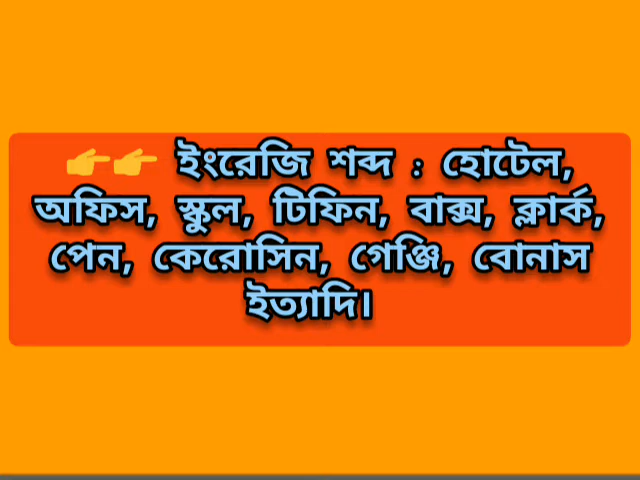 👉👉 ইংরেজি শব্দ : হোটেল,
অফিস, স্কুল, টিফিন, বাক্স, ক্লার্ক,
পেন, কেরোসিন, গেঞ্জি, বোনাস
ইত্যাদি।